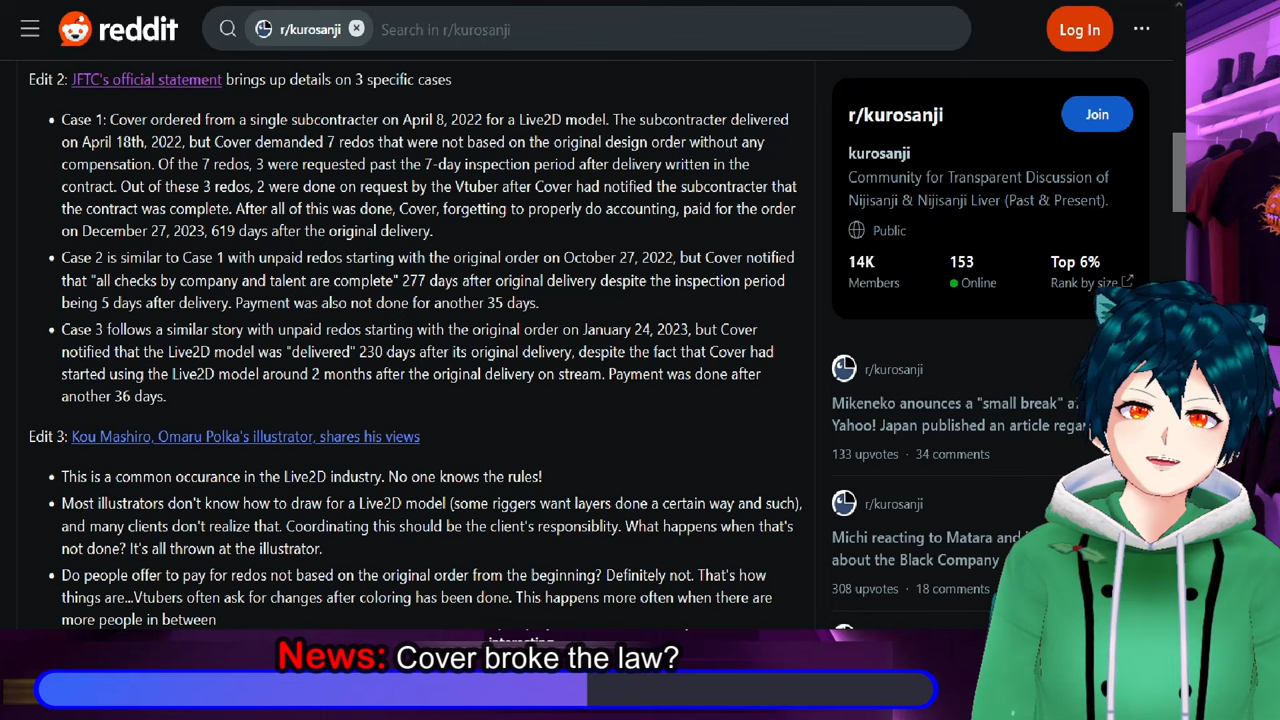 reddit
r/kurosanji
Search in r/kurosanji
Log In
Edit 2: JFTC's official statement brings up details on 3 specific cases
Case 1: Cover ordered from a single subcontracter on April 8, 2022 for a Live2D model. The subcontracter delivered
on April 18th, 2022, but Cover demanded 7 redos that were not based on the original design order without any
compensation. Of the 7 redos, 3 were requested past the 7-day inspection period after delivery written in the
contract. Out of these 3 redos, 2 were done on request by the Vtuber after Cover had notified the subcontracter that
the contract was complete. After all of this was done, Cover, forgetting to properly do accounting, paid for the order
on December 27, 2023, 619 days after the original delivery.
Case 2 is similar to Case 1 with unpaid redos starting with the original order on October 27, 2022, but Cover notified
that "all checks by company and talent are complete" 277 days after original delivery despite the inspection period
being 5 days after delivery. Payment was also not done for another 35 days.
Case 3 follows a similar story with unpaid redos starting with the original order on January 24, 2023, but Cover
notified that the Live2D model was "delivered" 230 days after its original delivery, despite the fact that Cover had
started using the Live2D model around 2 months after the original delivery on stream. Payment was done after
another 36 days.
Edit 3: Kou Mashiro, Omaru Polka's illustrator, shares his views
This is a common occurance in the Live2D industry. No one knows the rules!
Most illustrators don't know how to draw for a Live2D model (some riggers want layers done a certain way and such),
and many clients don't realize that. Coordinating this should be the client's responsiblity. What happens when that's
not done? It's all thrown at the illustrator.
Do people offer to pay for redos not based on the original order from the beginning? Definitely not. That's how
things are...Vtubers often ask for changes after coloring has been done. This happens more often when there are
more people in between
r/kurosanji
Join
kurosanji
Community for Transparent Discussion of
Nijisanji & Nijisanji Liver (Past & Present).
Public
14K
153
Top 6%
Members
Online
Rank by size
r/kurosanji
Mikeneko anounces a "small break"
Yahoo! Japan published an article
133 upvotes · 34 comments
r/kurosanji
Michi reacting to Matara and
about the Black Company
308 upvotes · 18 comments
r/kurosanji
News: Cover broke the law?